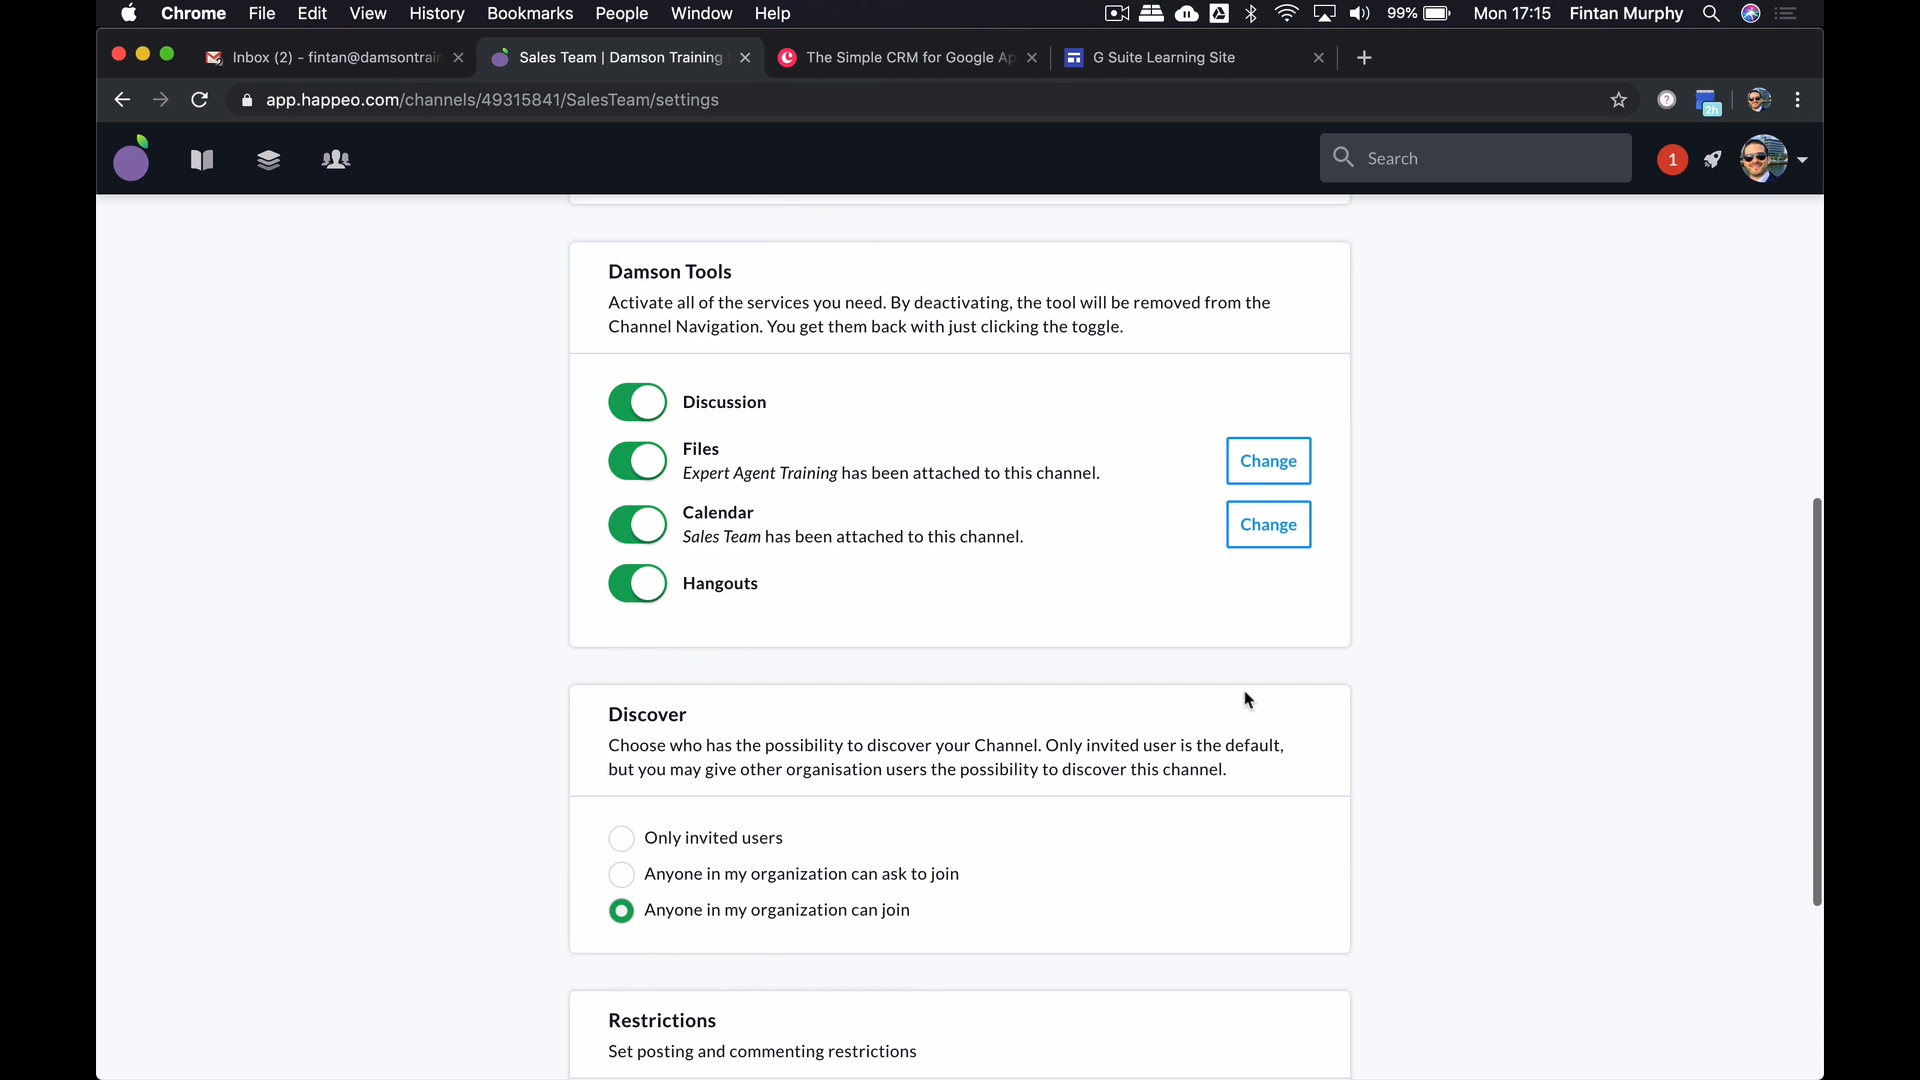 Chrome File Edit View History Bookmarks People Window Help 99% Mon 17:15 Fintan Murphy
Inbox (2) - fintan@damsontrain Sales Team | Damson Training The Simple CRM for Google Ap G Suite Learning Site
app.happeo.com/channels/49315841/SalesTeam/settings
2h
Search
1
Damson Tools
Activate all of the services you need. By deactivating, the tool will be removed from the
Channel Navigation. You get them back with just clicking the toggle.
Discussion
Files
Expert Agent Training has been attached to this channel.
Change
Calendar
Sales Team has been attached to this channel.
Change
Hangouts
Discover
Choose who has the possibility to discover your Channel. Only invited user is the default,
but you may give other organisation users the possibility to discover this channel.
Only invited users
Anyone in my organization can ask to join
Anyone in my organization can join
Restrictions
Set posting and commenting restrictions